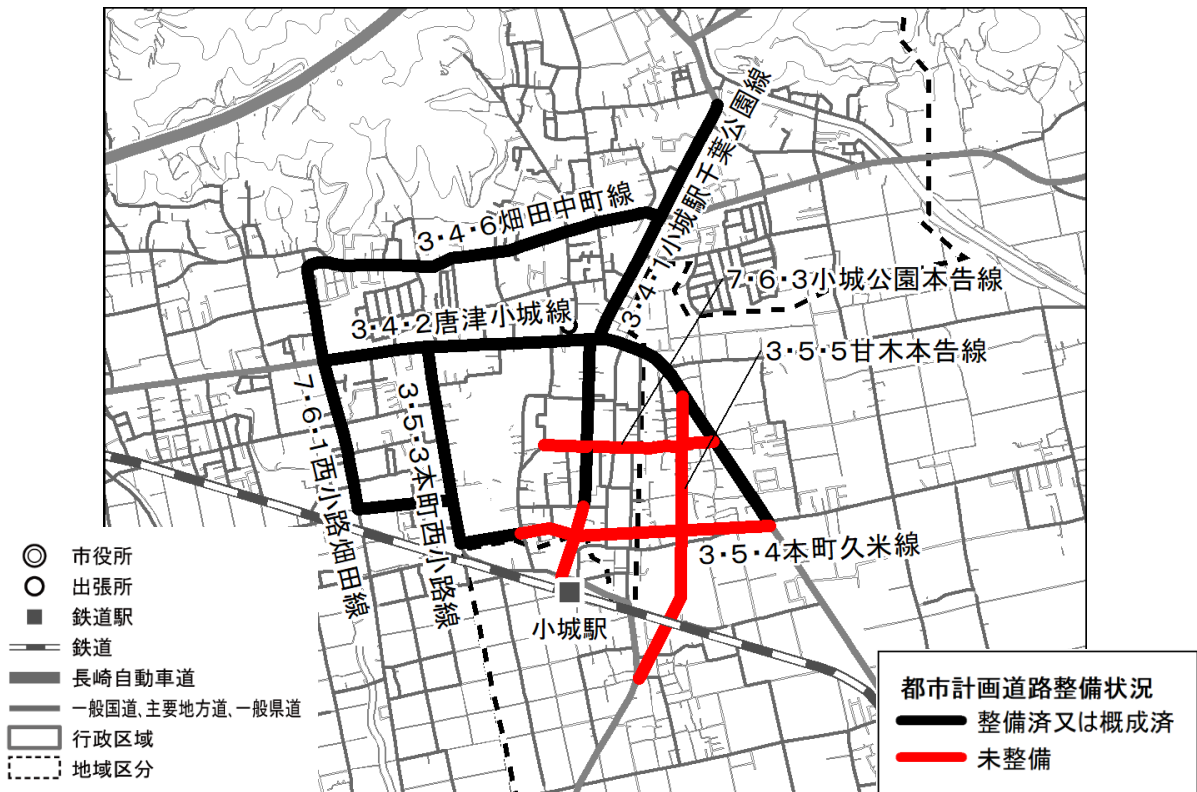 3・4・1小城駅千葉公園線
3・4・6畑田中町線
7・6・3小城公園本告線
3・4・2唐津小城線
3・5・5甘木本告線
7・6・1西小路畑田線
3・5・3本町西小路線
3・5・4本町久米線
小城駅
市役所
出張所
鉄道駅
鉄道
長崎自動車道
一般国道、主要地方道、一般県道
行政区域
地域区分
都市計画道路整備状況
整備済又は概成済
未整備